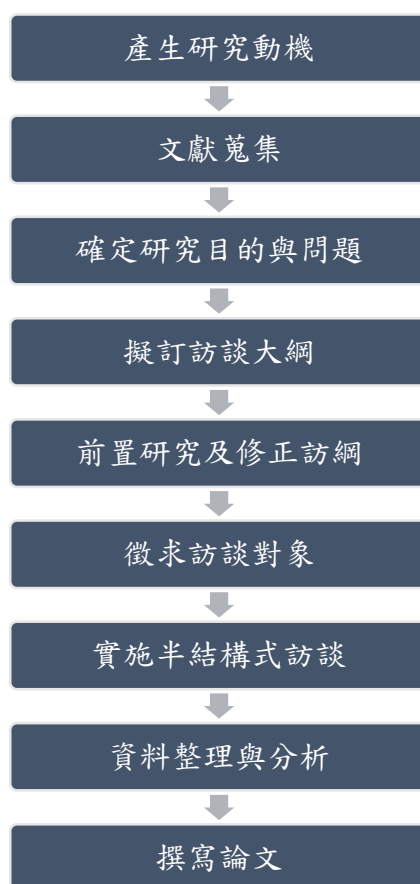 產生研究動機
文獻蒐集
確定研究目的與問題
擬訂訪談大綱
前置研究及修正訪綱
徵求訪談對象
實施半結構式訪談
資料整理與分析
撰寫論文